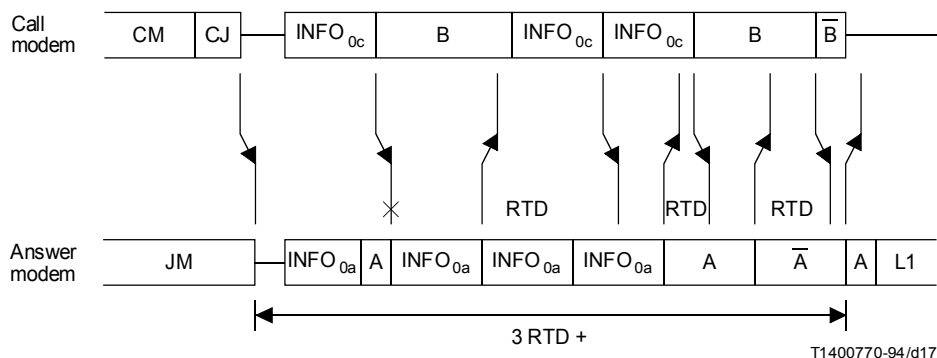 Call
modem
CM CJ INFO0c B INFO0c INFO0c B B̅
RTD RTD RTD
Answer
modem
JM INFO0a A INFO0a INFO0a INFO0a A A̅ A L1
3 RTD +
T1400770-94/d17